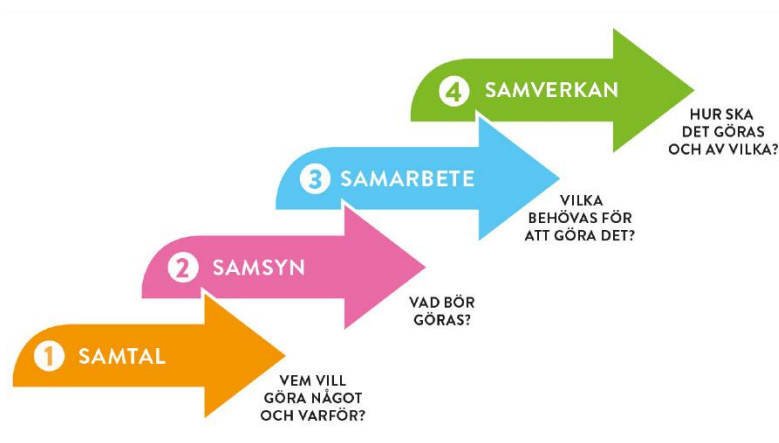 1 SAMTAL
VEM VILL
GÖRA NÅGOT
OCH VARFÖR?
2 SAMSYN
VAD BÖR
GÖRAS?
3 SAMARBETE
VILKA
BEHÖVAS FÖR
ATT GÖRA DET?
4 SAMVERKAN
HUR SKA
DET GÖRAS
OCH AV VILKA?